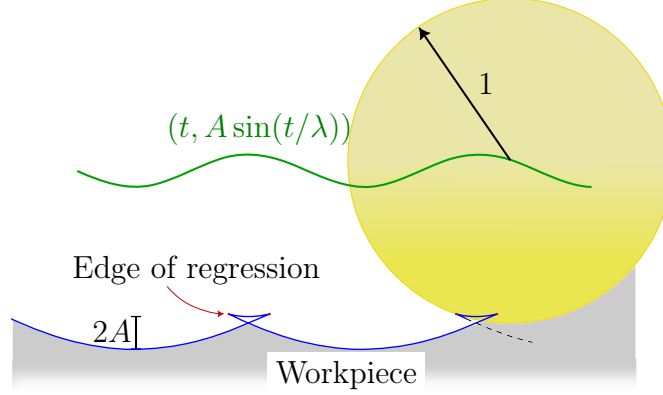 1
(t, A sin(t/λ))
Edge of regression
2A
Workpiece